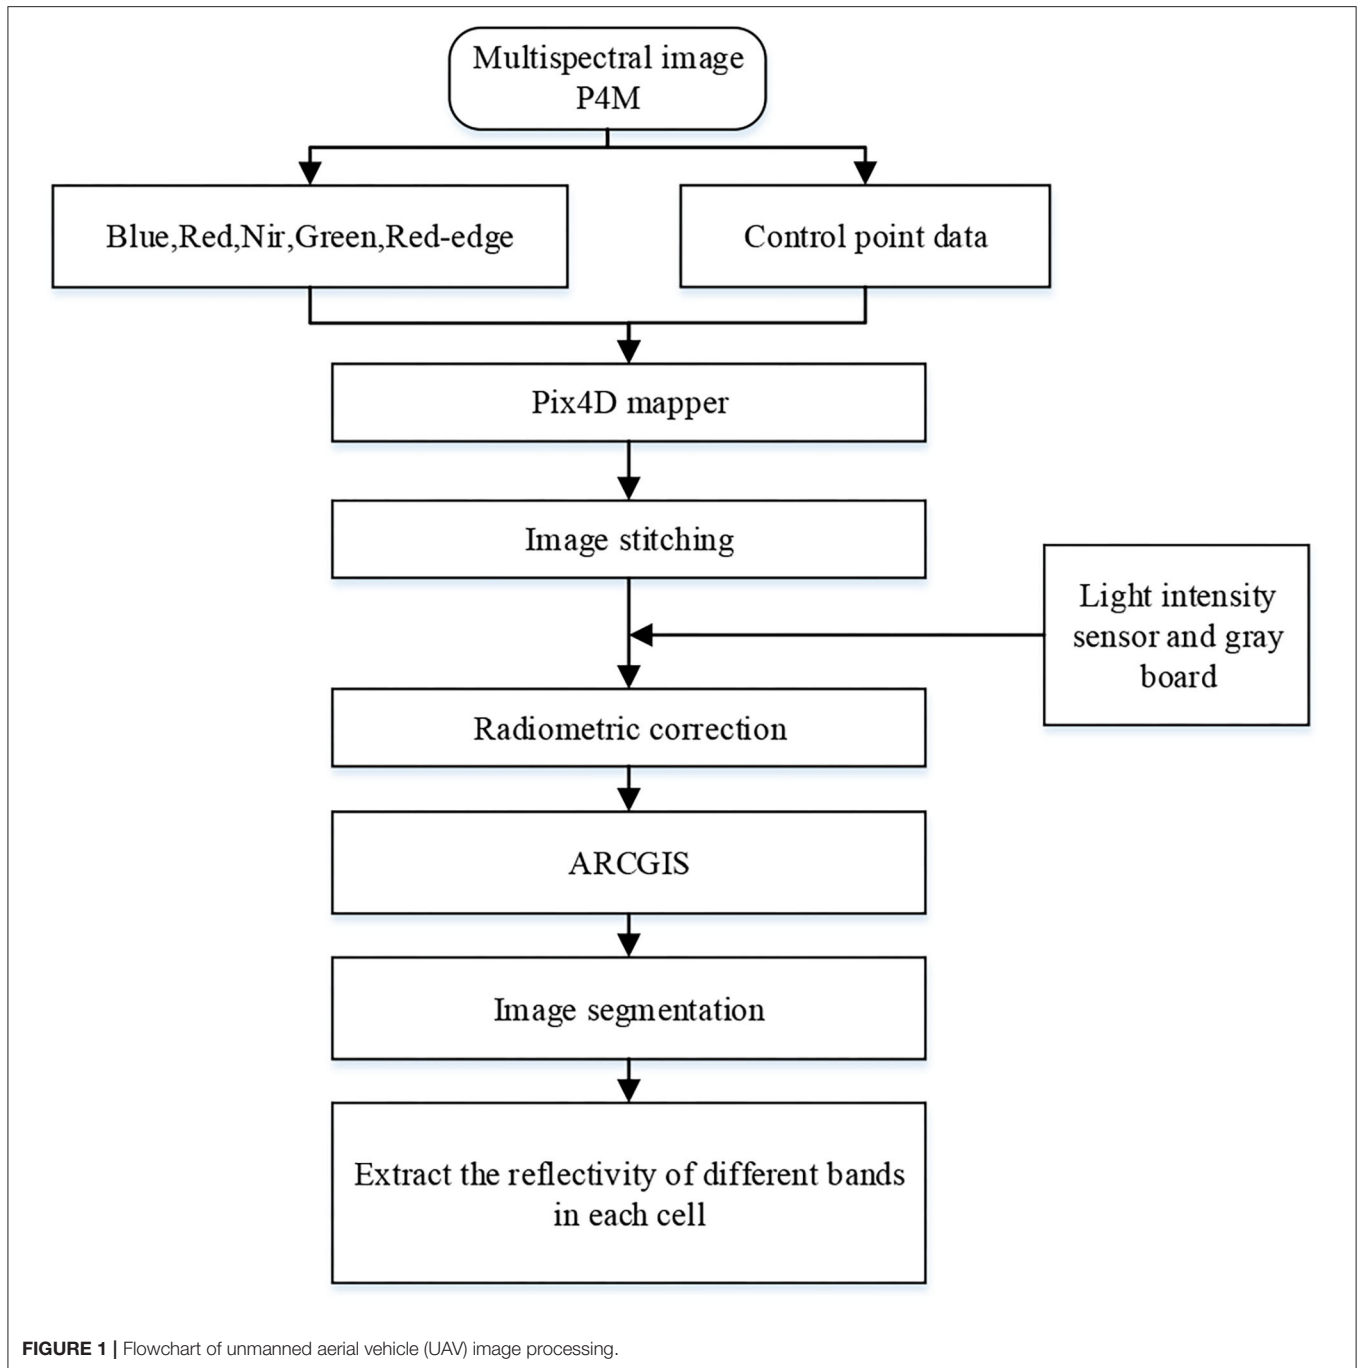 Multispectral image
P4M
Blue,Red,Nir,Green,Red-edge
Control point data
Pix4D mapper
Image stitching
Light intensity
sensor and gray
board
Radiometric correction
ARCGIS
Image segmentation
Extract the reflectivity of different bands
in each cell
FIGURE 1 | Flowchart of unmanned aerial vehicle (UAV) image processing.